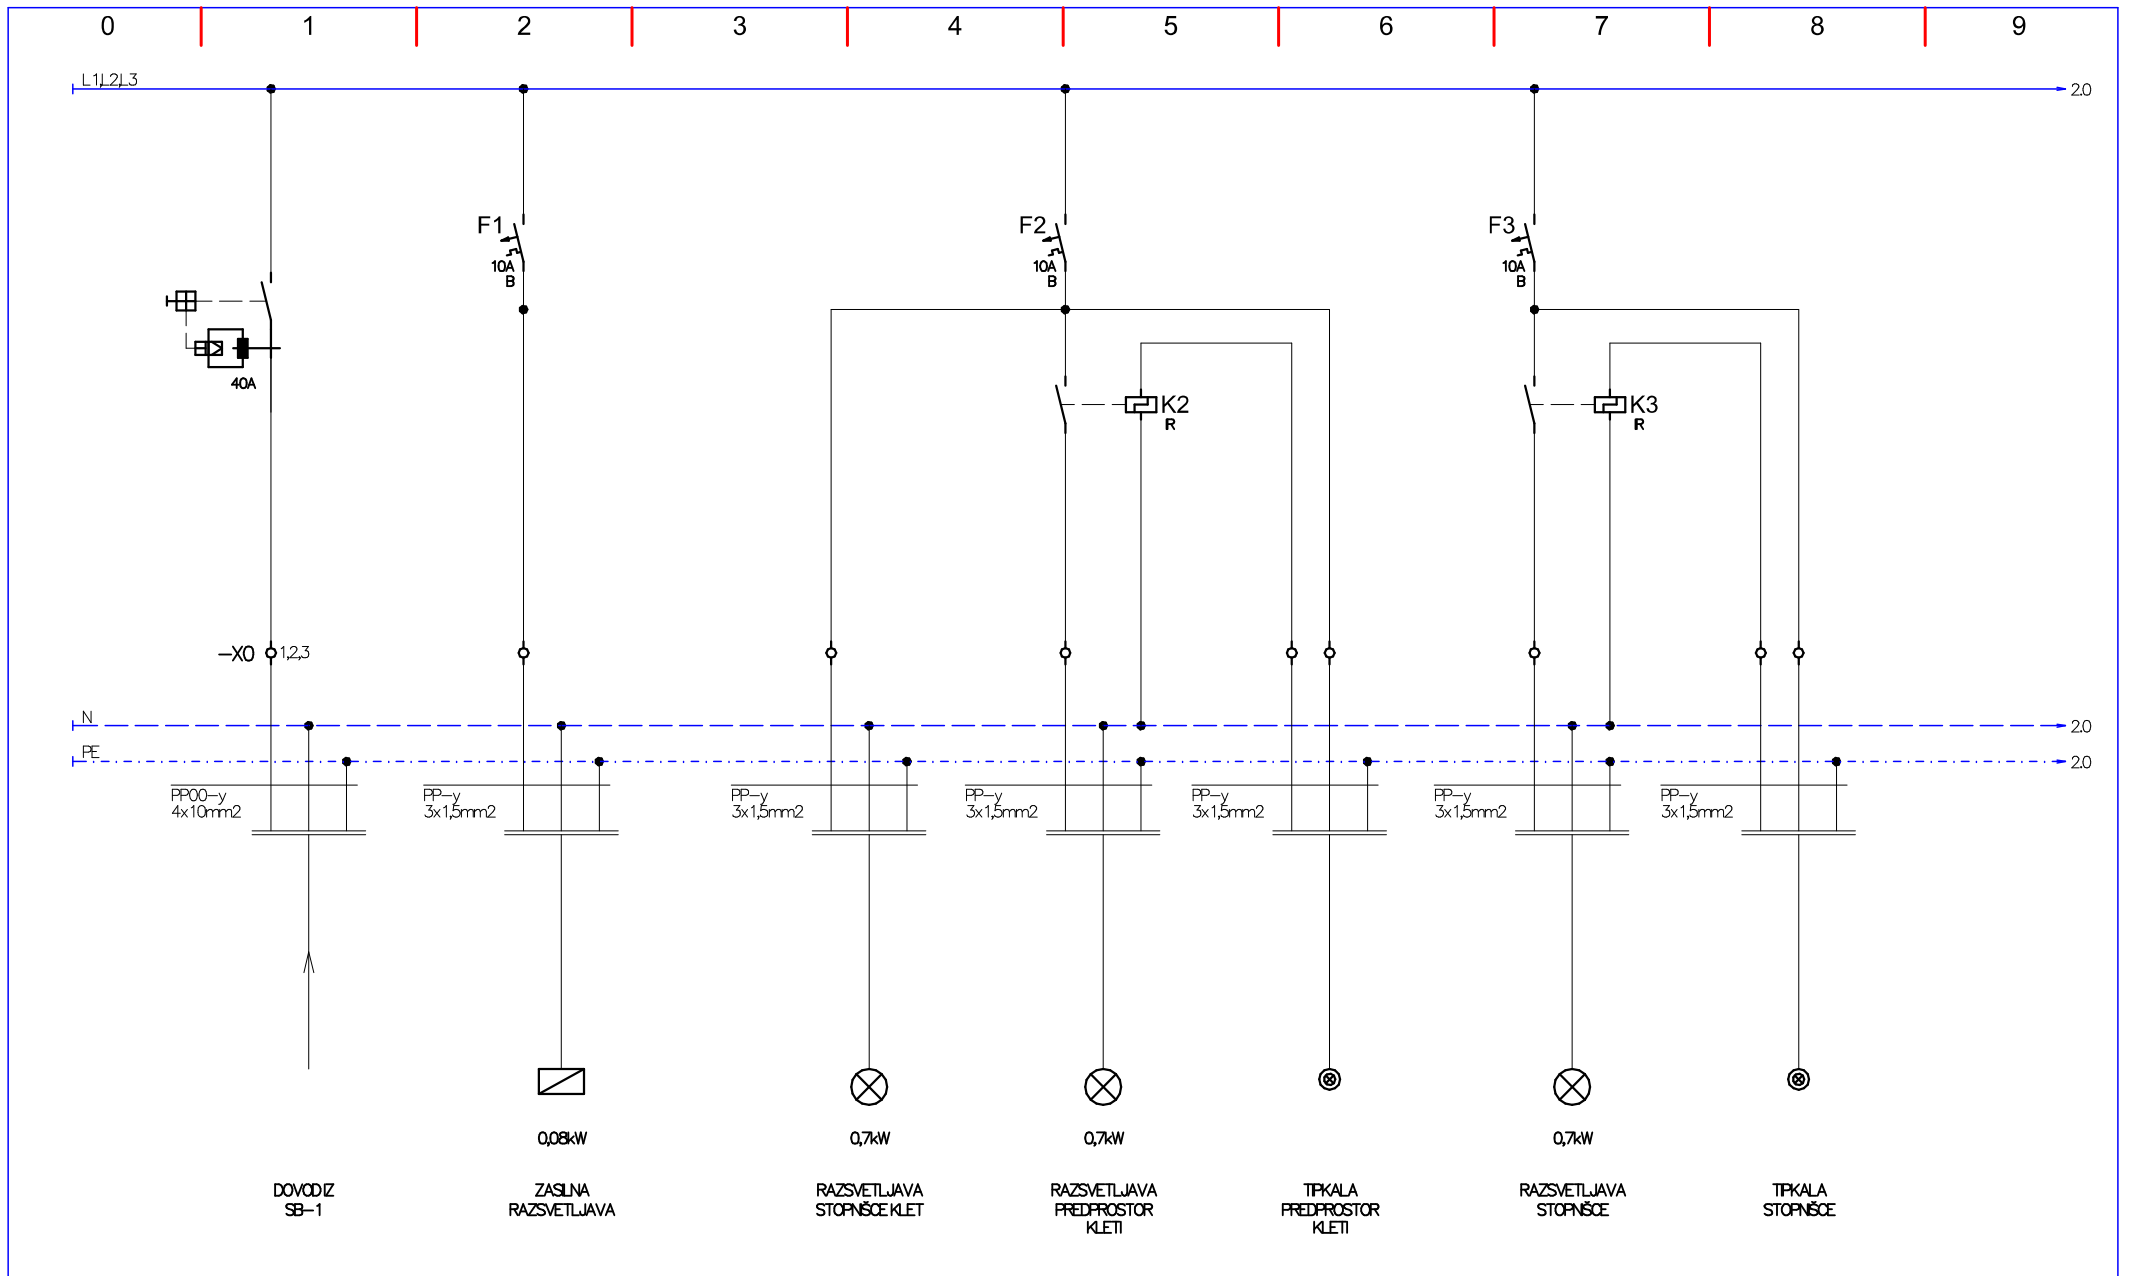 0 1 2 3 4 5 6 7 8 9
L1,L2,L3
2.0
F1
10A
B
F2
10A
B
F3
10A
B
40A
K2
IR
K3
IR
-X0 1,2,3
N
2.0
PE
2.0
PP00-y
4x10mm2
PP-y
3x1,5mm2
PP-y
3x1,5mm2
PP-y
3x1,5mm2
PP-y
3x1,5mm2
PP-y
3x1,5mm2
PP-y
3x1,5mm2
0,08kW
0,7kW
0,7kW
0,7kW
DOVOD IZ
SB-1
ZASILNA
RAZSVETLJAVA
RAZSVETLJAVA
STOPNIŠČE KLET
RAZSVETLJAVA
PREDPROSTOR
KLETI
TIPKALA
PREDPROSTOR
KLETI
RAZSVETLJAVA
STOPNIŠČE
TIPKALA
STOPNIŠČE